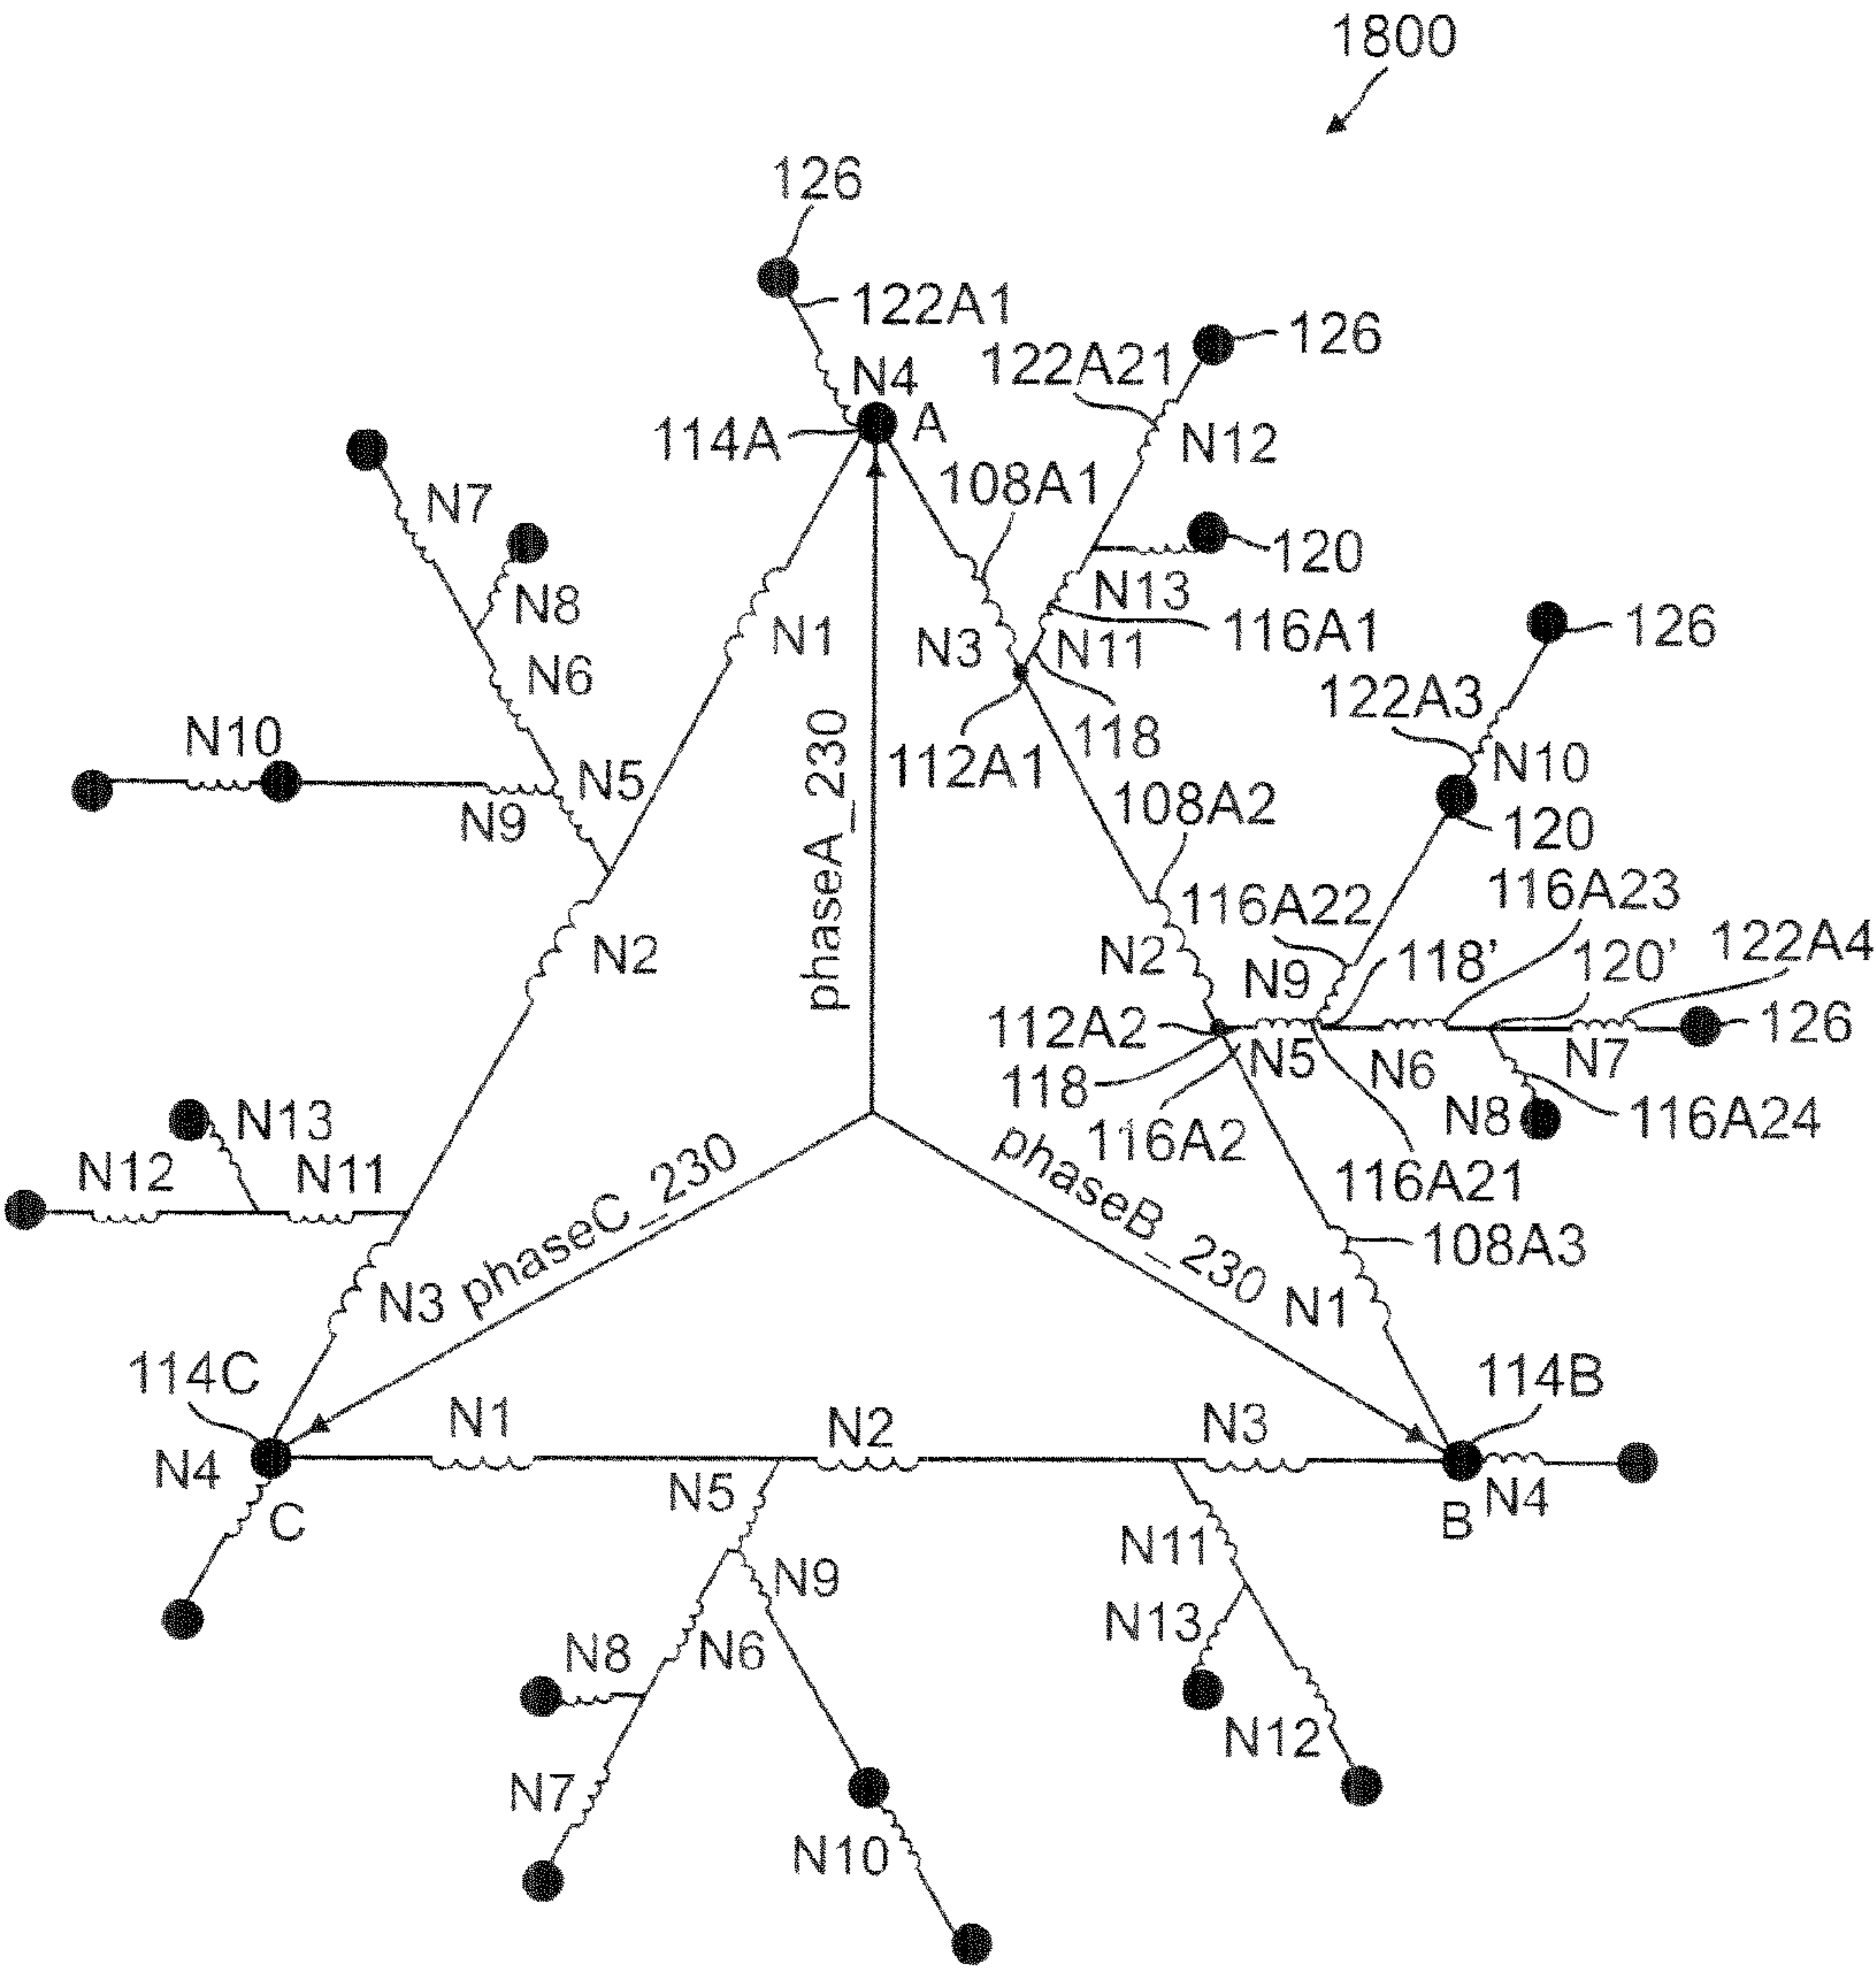 1800
126
122A1
126
122A21
N4
114A
A
N12
N7
108A1
120
N8
N13
N1
N3
N11
116A1
126
N6
122A3
N10
118
112A1
N10
N5
phaseA_230
108A2
N9
120
116A22
116A23
N2
N2
118'
120'
122A4
N9
112A2
126
N5
N6
N7
118
N13
N8
116A24
116A2
N12
N11
116A21
phaseC_230
phaseB_230
108A3
N3
N1
114C
114B
N1
N2
N3
N4
N5
N4
C
B
N11
N9
N13
N8
N6
N12
N7
N10